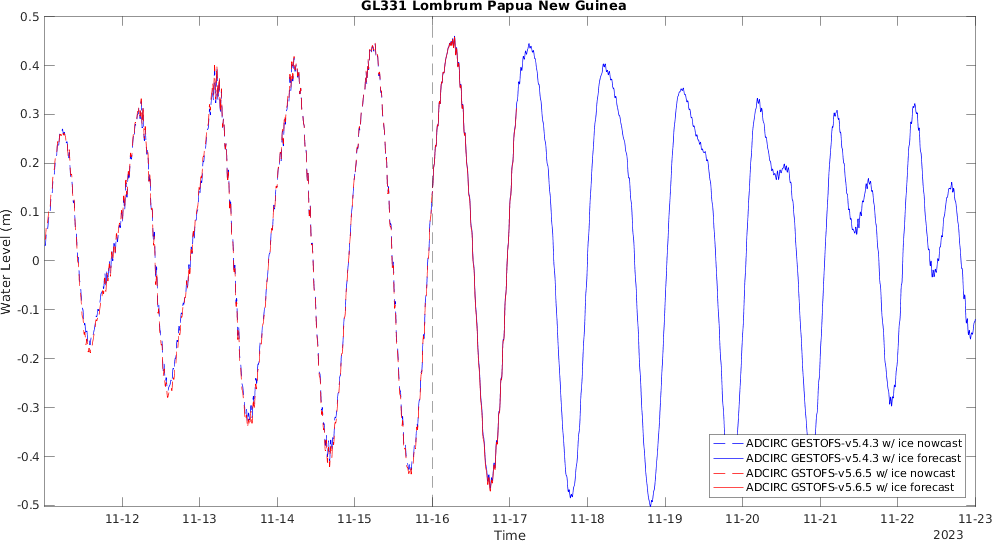 GL331 Lombrum Papua New Guinea
0.5
0.4
0.3
0.2
0.1
0
-0.1
-0.2
-0.3
-0.4
-0.5
Water Level (m)
ADCIRC GESTOFS-v5.4.3 w/ ice nowcast
ADCIRC GESTOFS-v5.4.3 w/ ice forecast
ADCIRC GSTOFS-v5.6.5 w/ ice nowcast
ADCIRC GSTOFS-v5.6.5 w/ ice forecast
11-12 11-13 11-14 11-15 11-16 11-17 11-18 11-19 11-20 11-21 11-22 11-23
Time
2023